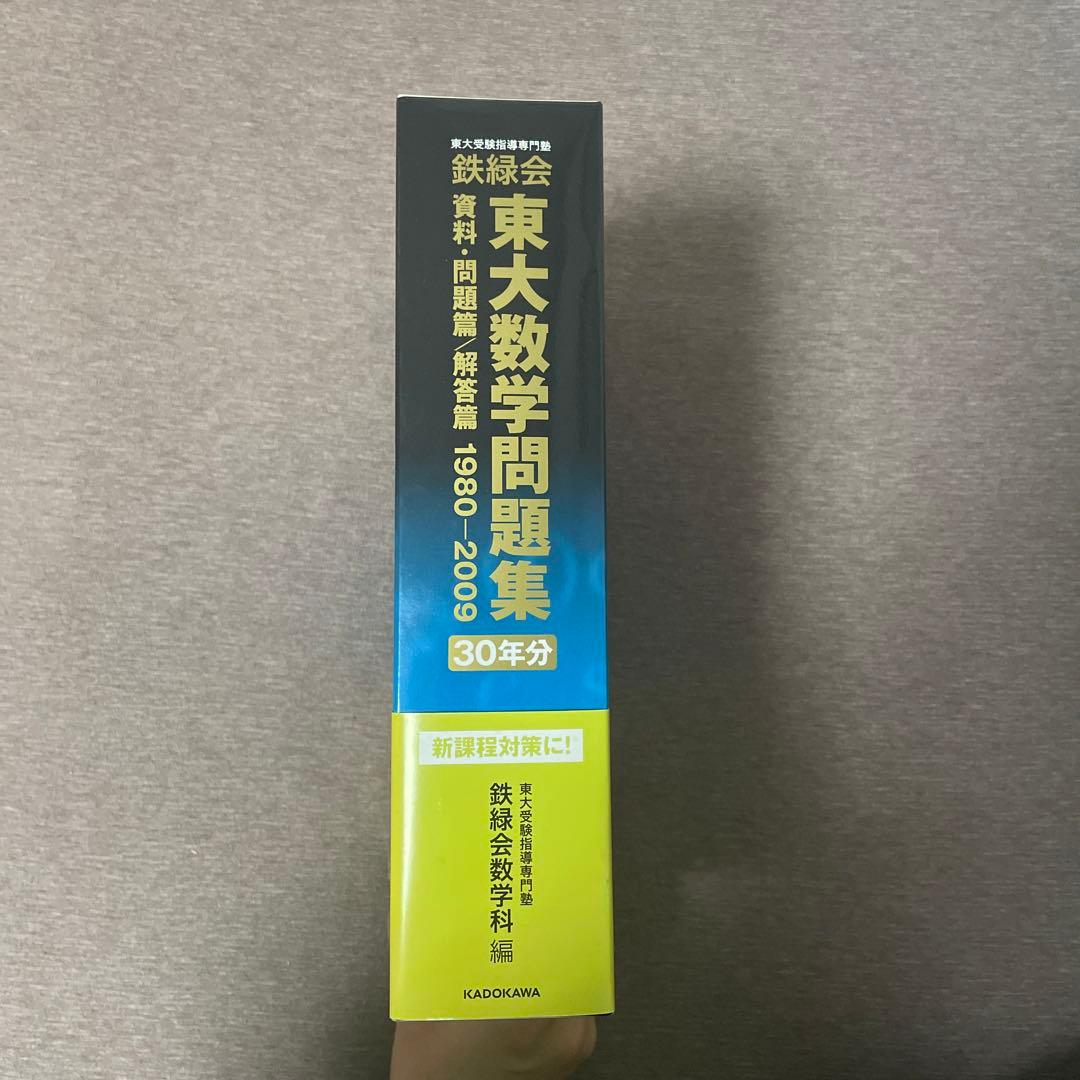 東大受験指導専門塾
鉄緑会
東大数学問題集
資料・問題篇/解答篇 1980-2009
30年分
新課程対策に!
東大受験指導専門塾
鉄緑会数学科 編
KADOKAWA